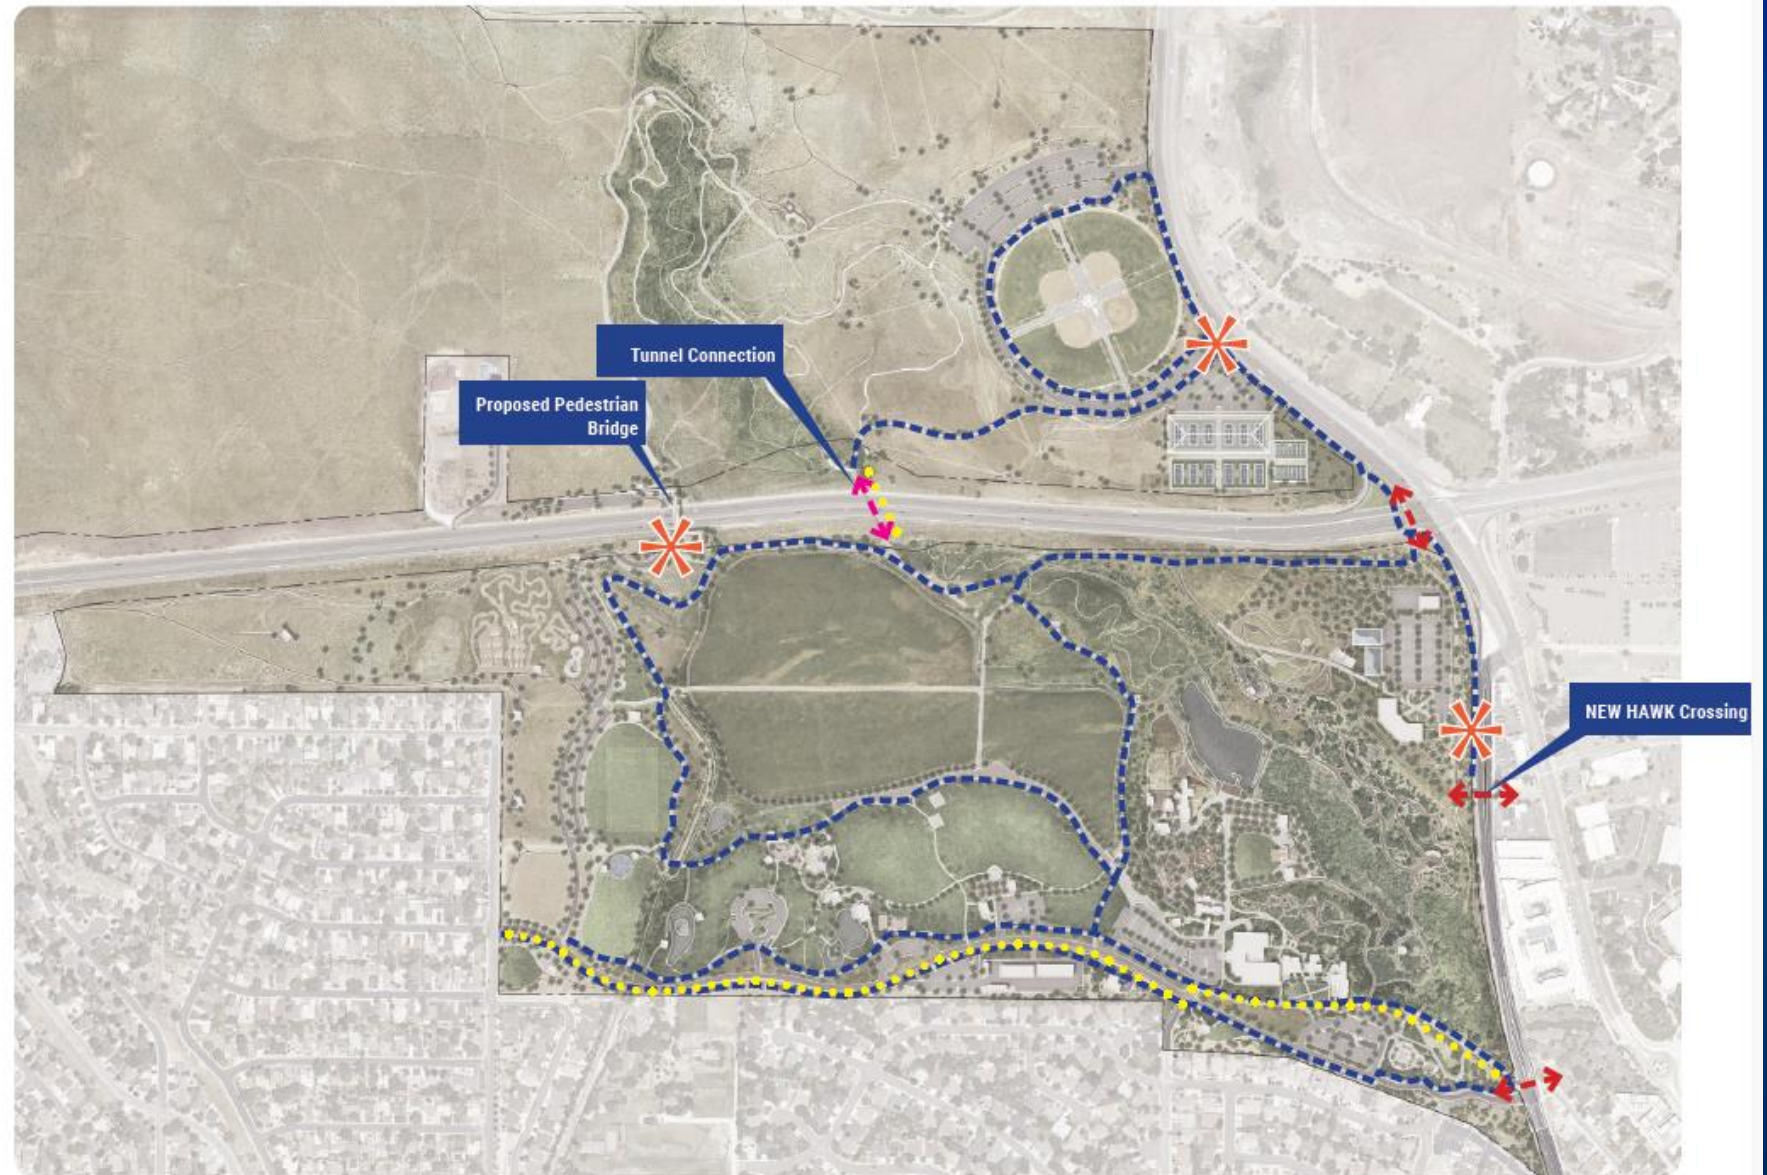 Tunnel Connection
Proposed Pedestrian
Bridge
NEW HAWK Crossing